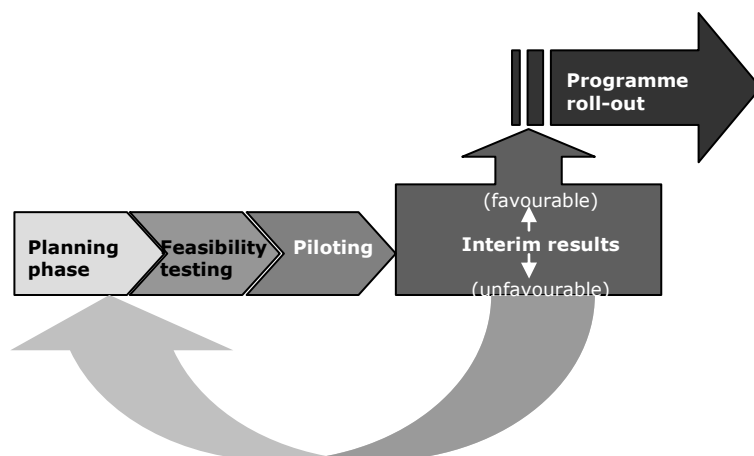 Programme
roll-out
(favourable)
Planning
phase
Feasibility
testing
Piloting
Interim results
(unfavourable)